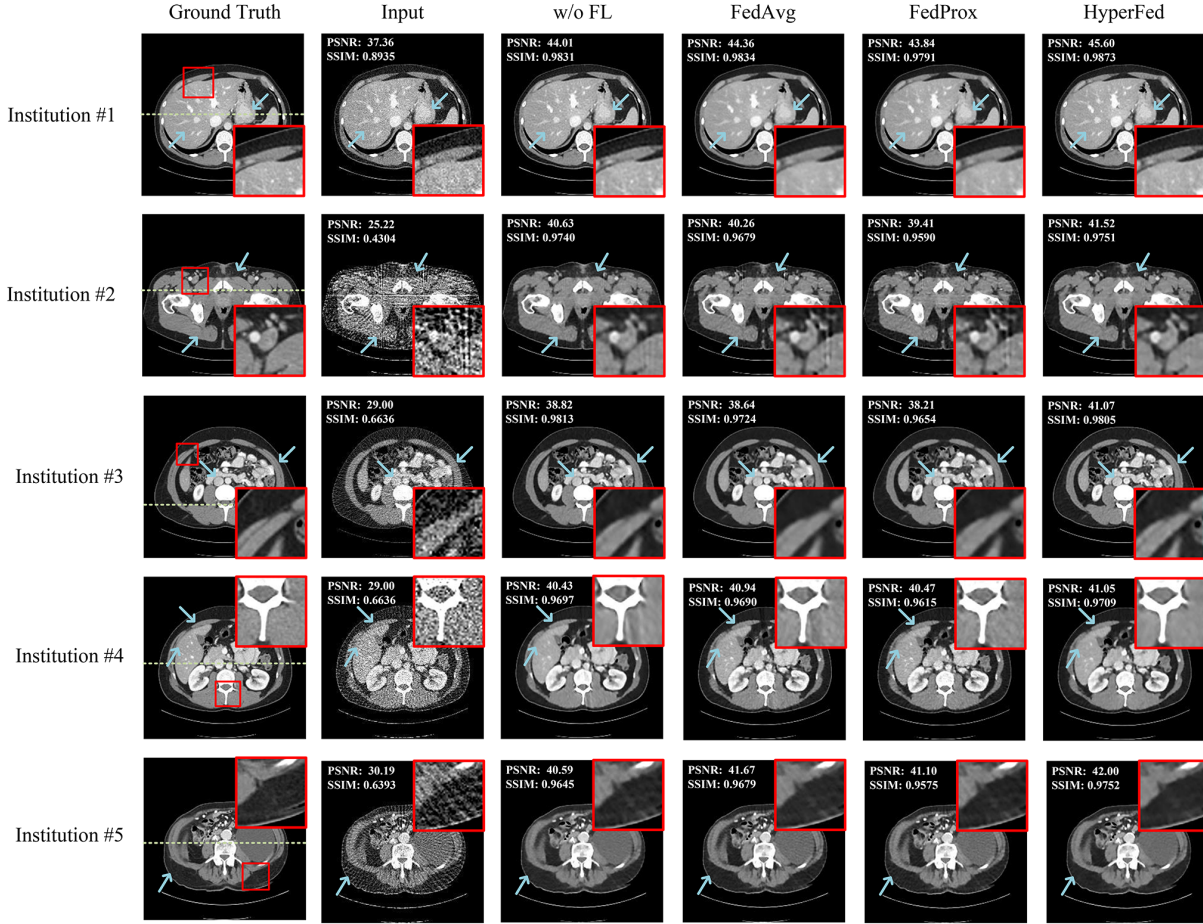 Ground Truth Input w/o FL FedAvg FedProx HyperFed
Institution #1
PSNR: 37.36
SSIM: 0.8935
PSNR: 44.01
SSIM: 0.9831
PSNR: 44.36
SSIM: 0.9834
PSNR: 43.84
SSIM: 0.9791
PSNR: 45.60
SSIM: 0.9873
Institution #2
PSNR: 25.22
SSIM: 0.4304
PSNR: 40.63
SSIM: 0.9740
PSNR: 40.26
SSIM: 0.9679
PSNR: 39.41
SSIM: 0.9590
PSNR: 41.52
SSIM: 0.9751
Institution #3
PSNR: 29.00
SSIM: 0.6636
PSNR: 38.82
SSIM: 0.9813
PSNR: 38.64
SSIM: 0.9724
PSNR: 38.21
SSIM: 0.9654
PSNR: 41.07
SSIM: 0.9805
Institution #4
PSNR: 29.00
SSIM: 0.6636
PSNR: 40.43
SSIM: 0.9697
PSNR: 40.94
SSIM: 0.9690
PSNR: 40.47
SSIM: 0.9615
PSNR: 41.05
SSIM: 0.9709
Institution #5
PSNR: 30.19
SSIM: 0.6393
PSNR: 40.59
SSIM: 0.9645
PSNR: 41.67
SSIM: 0.9679
PSNR: 41.10
SSIM: 0.9575
PSNR: 42.00
SSIM: 0.9752